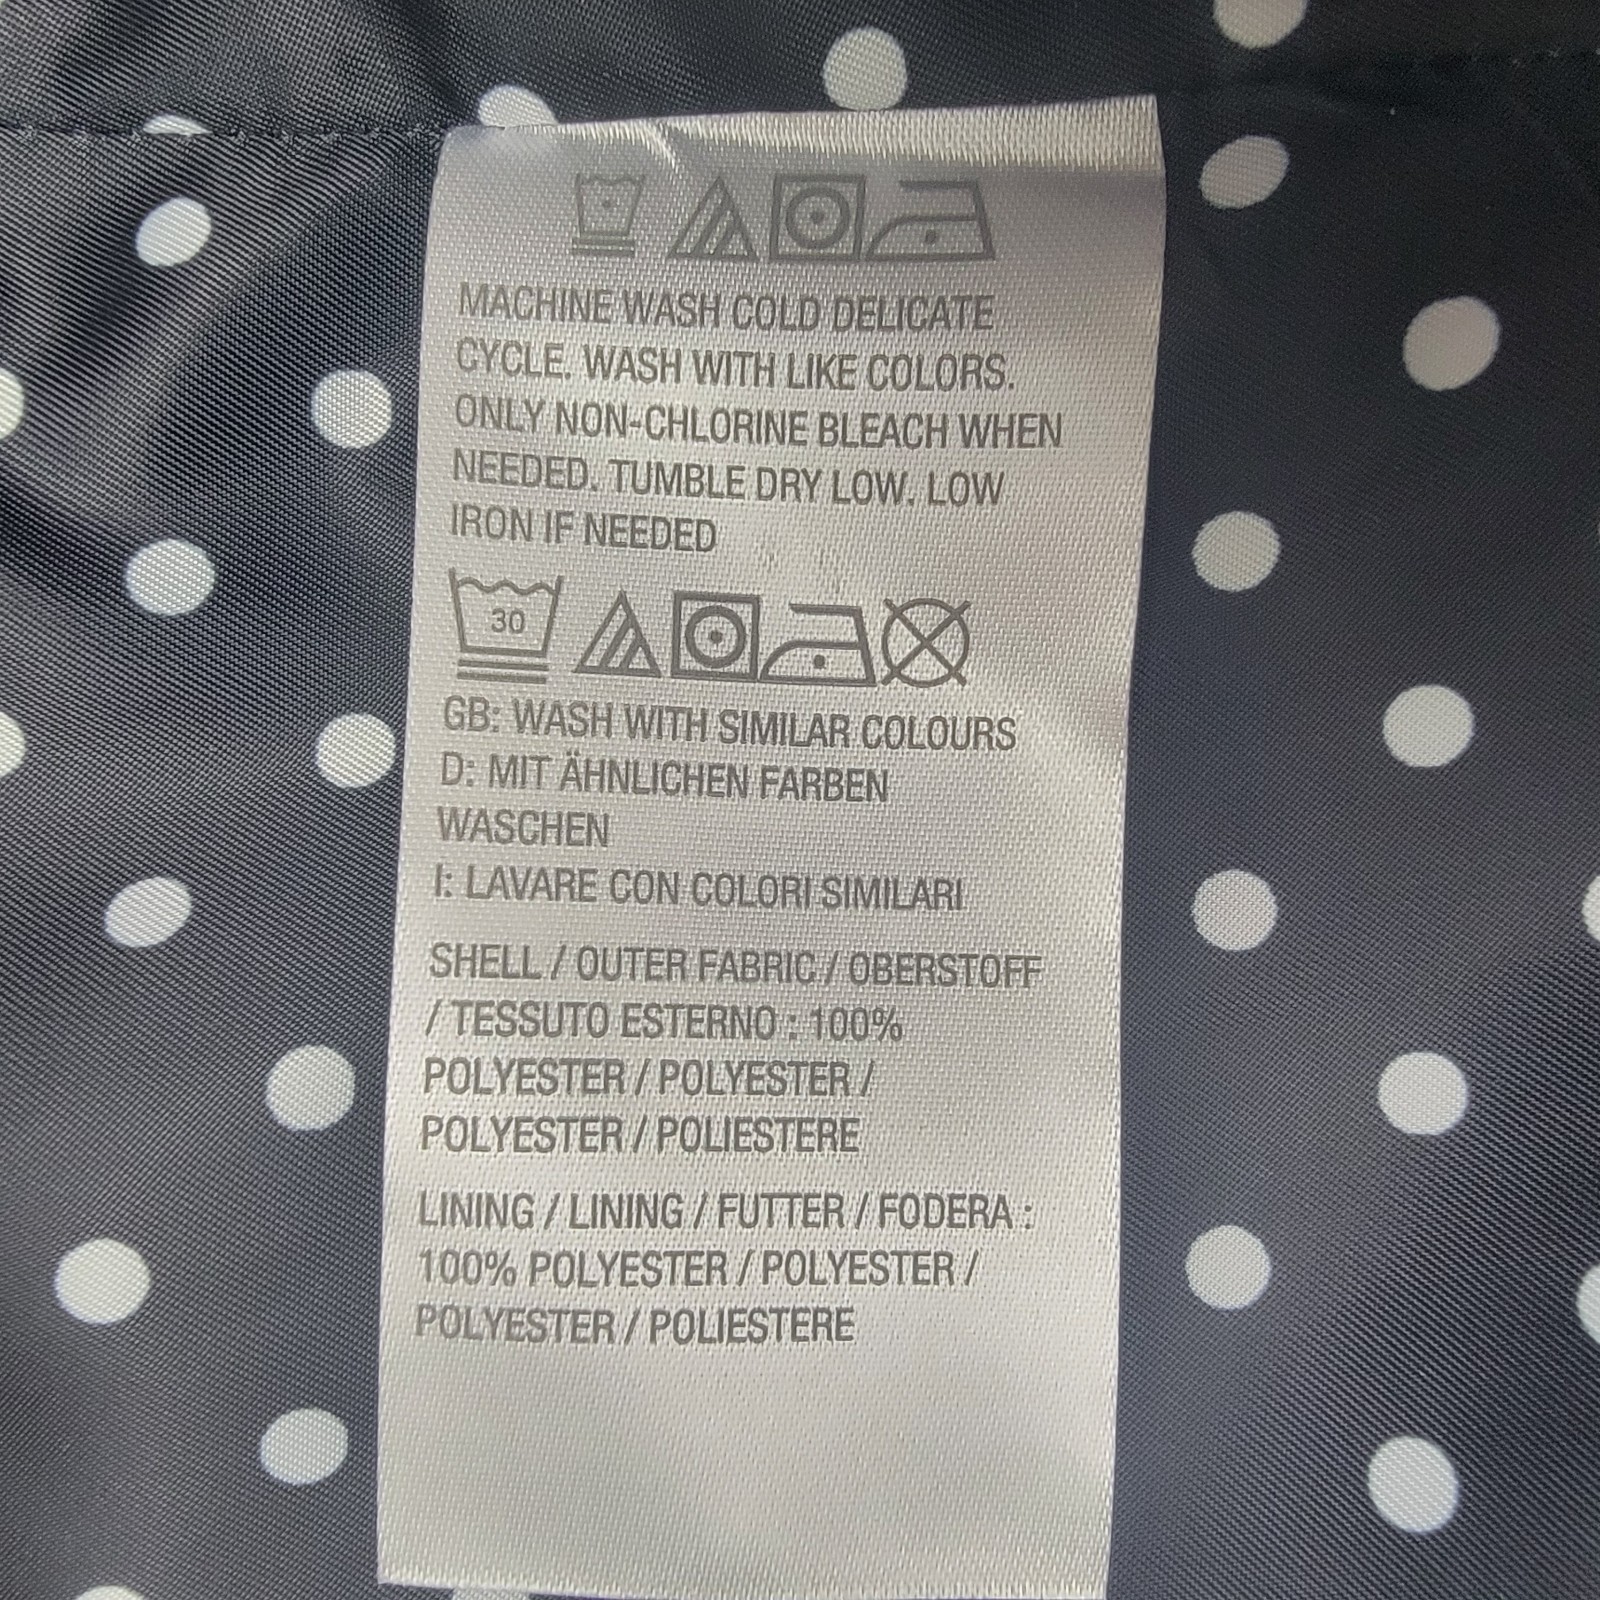 MACHINE WASH COLD DELICATE
CYCLE. WASH WITH LIKE COLORS.
ONLY NON-CHLORINE BLEACH WHEN
NEEDED. TUMBLE DRY LOW. LOW
IRON IF NEEDED
30
GB: WASH WITH SIMILAR COLOURS
D: MIT ÄHNLICHEN FARBEN
WASCHEN
I: LAVARE CON COLORI SIMILARI
SHELL / OUTER FABRIC / OBERSTOFF
/ TESSUTO ESTERNO : 100%
POLYESTER / POLYESTER /
POLYESTER / POLIESTERE
LINING / LINING / FUTTER / FODERA :
100% POLYESTER / POLYESTER /
POLYESTER / POLIESTERE